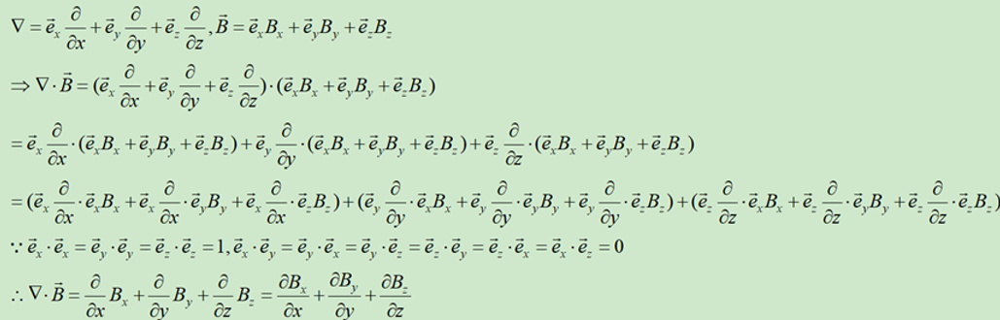 ∇ = e⃗ₓ ∂/∂x + e⃗ᵧ ∂/∂y + e⃗_z ∂/∂z , B⃗ = e⃗ₓBₓ + e⃗ᵧBᵧ + e⃗_zB_z
⇒ ∇·B⃗ = (e⃗ₓ ∂/∂x + e⃗ᵧ ∂/∂y + e⃗_z ∂/∂z)·(e⃗ₓBₓ + e⃗ᵧBᵧ + e⃗_zB_z)
= e⃗ₓ ∂/∂x ·(e⃗ₓBₓ + e⃗ᵧBᵧ + e⃗_zB_z) + e⃗ᵧ ∂/∂y ·(e⃗ₓBₓ + e⃗ᵧBᵧ + e⃗_zB_z) + e⃗_z ∂/∂z ·(e⃗ₓBₓ + e⃗ᵧBᵧ + e⃗_zB_z)
= (e⃗ₓ ∂/∂x · e⃗ₓBₓ + e⃗ₓ ∂/∂x · e⃗ᵧBᵧ + e⃗ₓ ∂/∂x · e⃗_zB_z) + (e⃗ᵧ ∂/∂y · e⃗ₓBₓ + e⃗ᵧ ∂/∂y · e⃗ᵧBᵧ + e⃗ᵧ ∂/∂y · e⃗_zB_z) + (e⃗_z ∂/∂z · e⃗ₓBₓ + e⃗_z ∂/∂z · e⃗ᵧBᵧ + e⃗_z ∂/∂z · e⃗_zB_z)
∵ e⃗ₓ·e⃗ₓ = e⃗ᵧ·e⃗ᵧ = e⃗_z·e⃗_z = 1, e⃗ₓ·e⃗ᵧ = e⃗ᵧ·e⃗ₓ = e⃗ᵧ·e⃗_z = e⃗_z·e⃗ᵧ = e⃗_z·e⃗ₓ = e⃗ₓ·e⃗_z = 0
∴ ∇·B⃗ = ∂/∂x Bₓ + ∂/∂y Bᵧ + ∂/∂z B_z = ∂Bₓ/∂x + ∂Bᵧ/∂y + ∂B_z/∂z